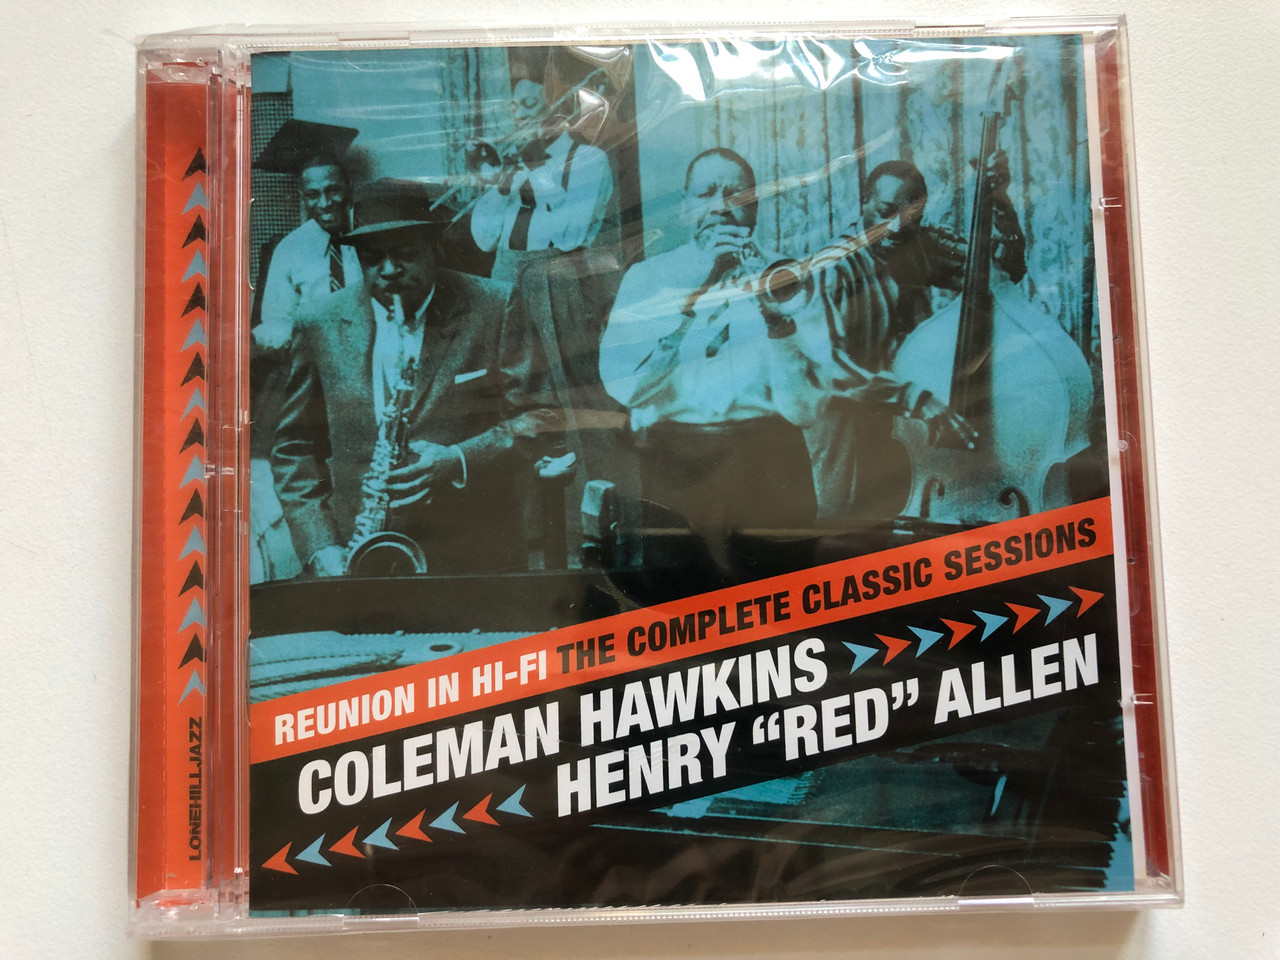 REUNION IN HI-FI THE COMPLETE CLASSIC SESSIONS
COLEMAN HAWKINS
HENRY “RED” ALLEN
LONEHILLJAZZ